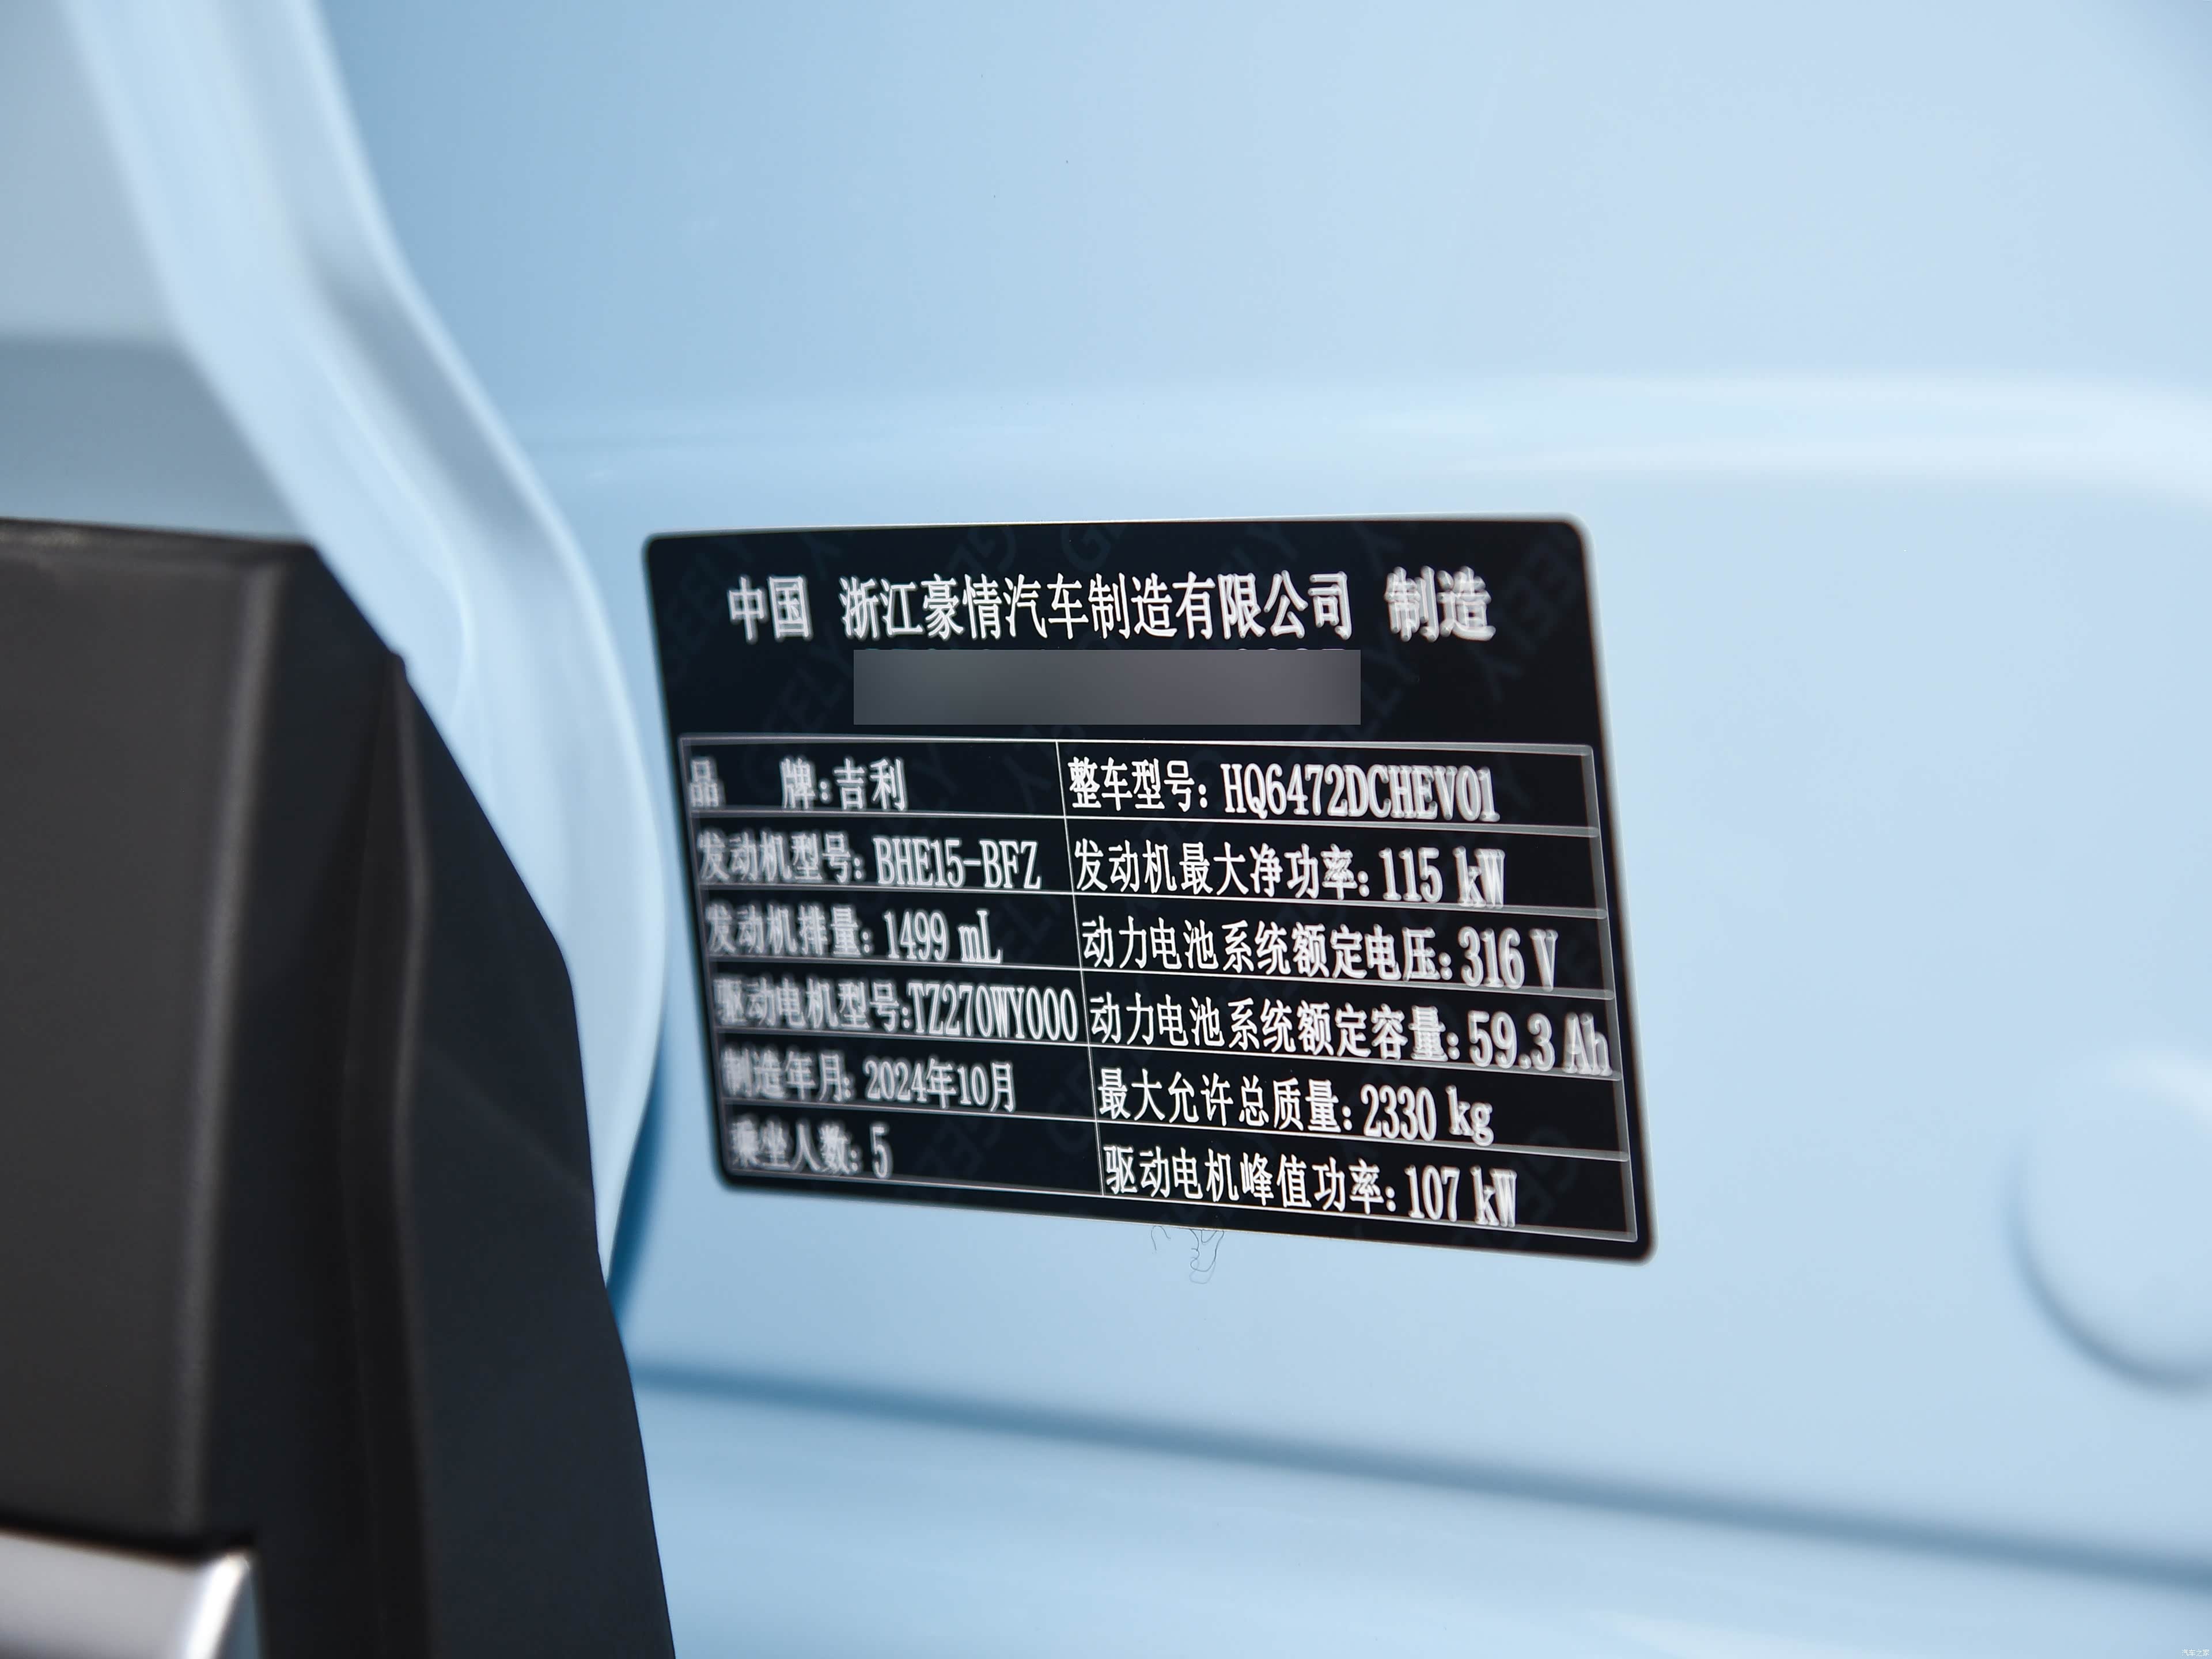 中国 浙江豪情汽车制造有限公司 制造
品 牌:吉利 整车型号: HQ6472DCHEV01
发动机型号: BHE15-BFZ 发动机最大净功率: 115 kW
发动机排量: 1499 mL 动力电池系统额定电压: 316 V
驱动电机型号:TZ270WY000 动力电池系统额定容量: 59.3 Ah
制造年月: 2024年10月 最大允许总质量: 2330 kg
乘坐人数: 5 驱动电机峰值功率: 107 kW
汽车之家